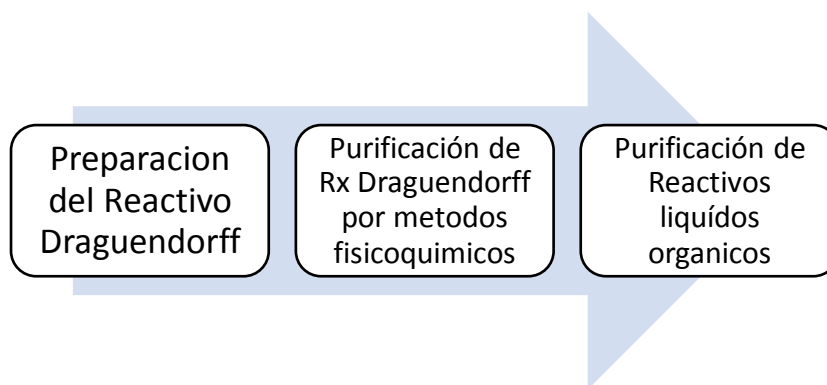 Preparacion
del Reactivo
Draguendorff
Purificación de
Rx Draguendorff
por metodos
fisicoquimicos
Purificación de
Reactivos
liquídos
organicos